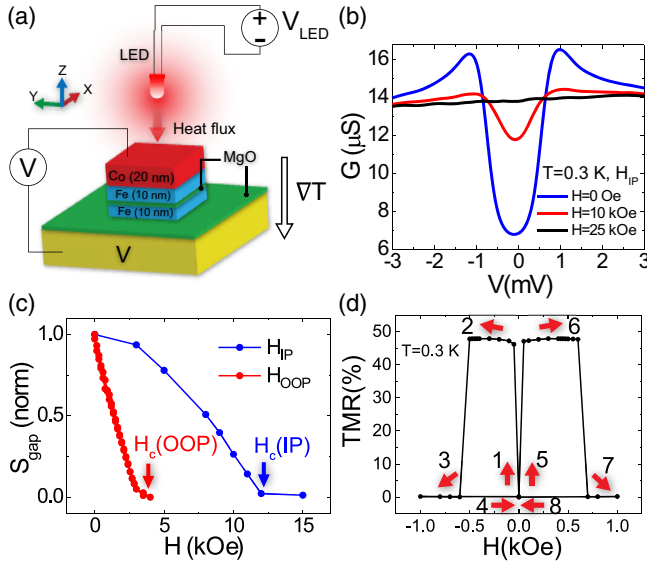 (a)
V_LED
LED
Z
Y
X
Heat flux
MgO
V
Co (20 nm)
Fe (10 nm)
Fe (10 nm)
∇T
V
(b)
16
14
12
10
8
6
G (μS)
T=0.3 K, H_IP
H=0 Oe
H=10 kOe
H=25 kOe
-3 -2 -1 0 1 2 3
V(mV)
(c)
1.0
0.5
0.0
S_gap (norm)
H_IP
H_OOP
H_c(OOP)
H_c(IP)
0 5 10 15
H (kOe)
(d)
50
40
30
20
10
0
TMR(%)
2
6
T=0.3 K
3
1
5
7
4
8
-1.0 -0.5 0.0 0.5 1.0
H(kOe)